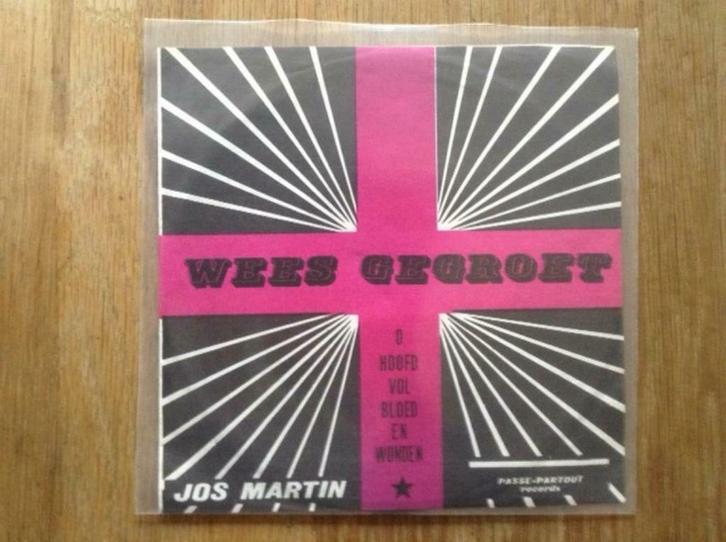 WEES GEGROET
O
HOOFD
VOL
BLOED
EN
WONDEN
JOS MARTIN
PASSE-PARTOUT
records